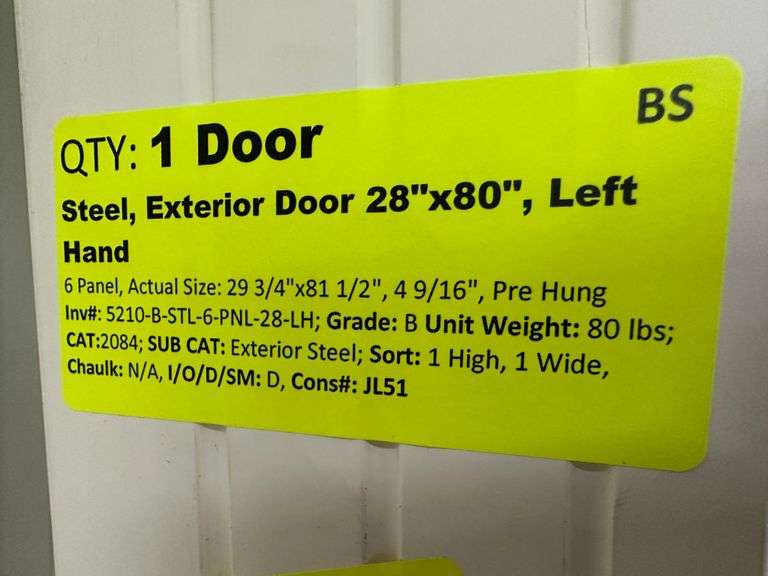 BS
QTY: 1 Door
Steel, Exterior Door 28"x80", Left
Hand
6 Panel, Actual Size: 29 3/4"x81 1/2", 4 9/16", Pre Hung
Inv#: 5210-B-STL-6-PNL-28-LH; Grade: B Unit Weight: 80 lbs;
CAT:2084; SUB CAT: Exterior Steel; Sort: 1 High, 1 Wide,
Chaulk: N/A, I/O/D/SM: D, Cons#: JL51